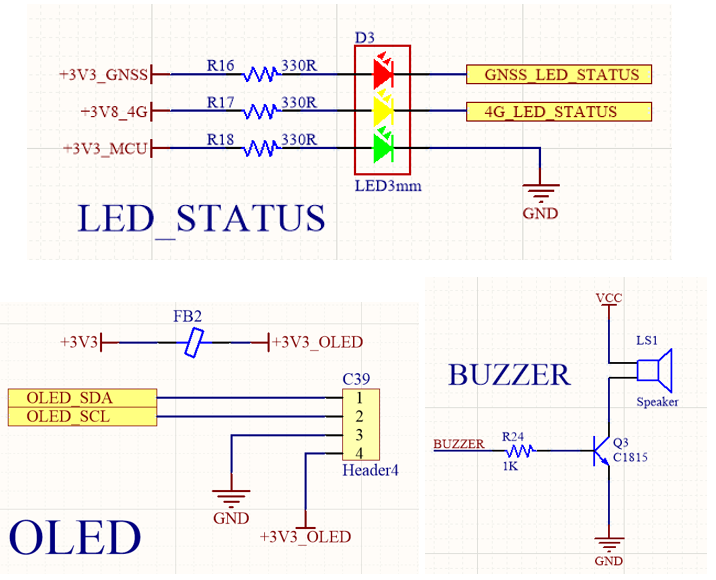 D3
+3V3_GNSS R16 330R GNSS_LED_STATUS
+3V8_4G R17 330R 4G_LED_STATUS
+3V3_MCU R18 330R
LED3mm
GND
LED_STATUS
FB2
+3V3 +3V3_OLED
C39
OLED_SDA 1
OLED_SCL 2
3
4
Header4
GND
+3V3_OLED
OLED
VCC
LS1
BUZZER
Speaker
BUZZER R24 Q3
1K C1815
GND